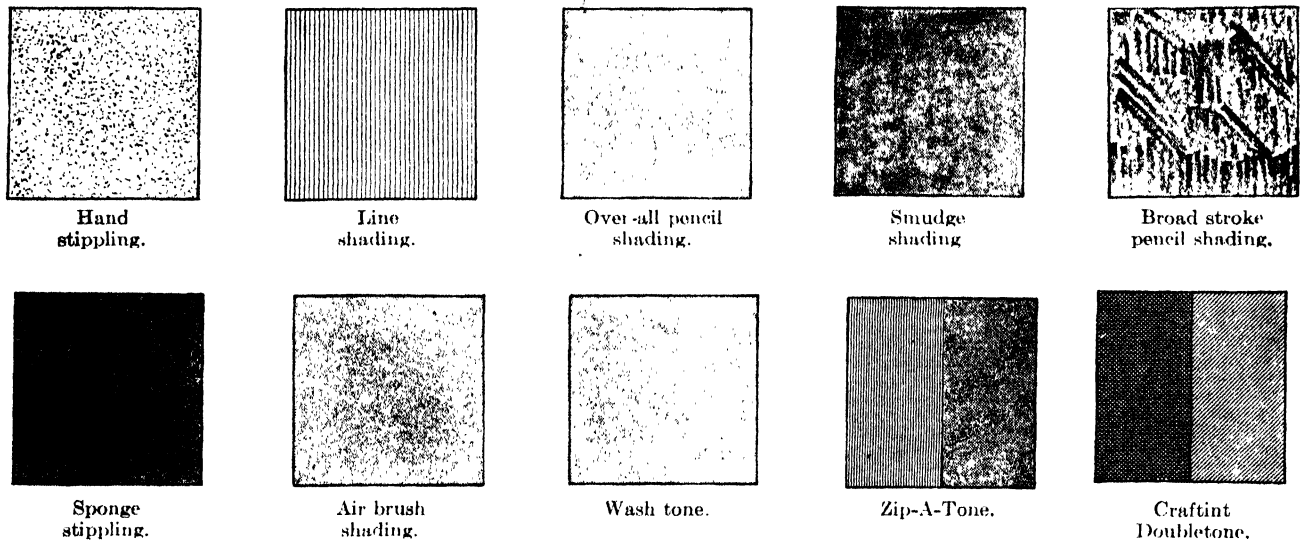 Hand
stippling.
Line
shading.
Over-all pencil
shading.
Smudge
shading
Broad stroke
pencil shading.
Sponge
stippling.
Air brush
shading.
Wash tone.
Zip-A-Tone.
Craftint
Doubletone.